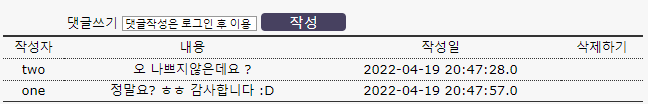 댓글쓰기 댓글작성은 로그인 후 이용 작성
작성자 내용 작성일 삭제하기
two 오 나쁘지않은데요 ? 2022-04-19 20:47:28.0
one 정말요? ㅎㅎ 감사합니다 :D 2022-04-19 20:47:57.0